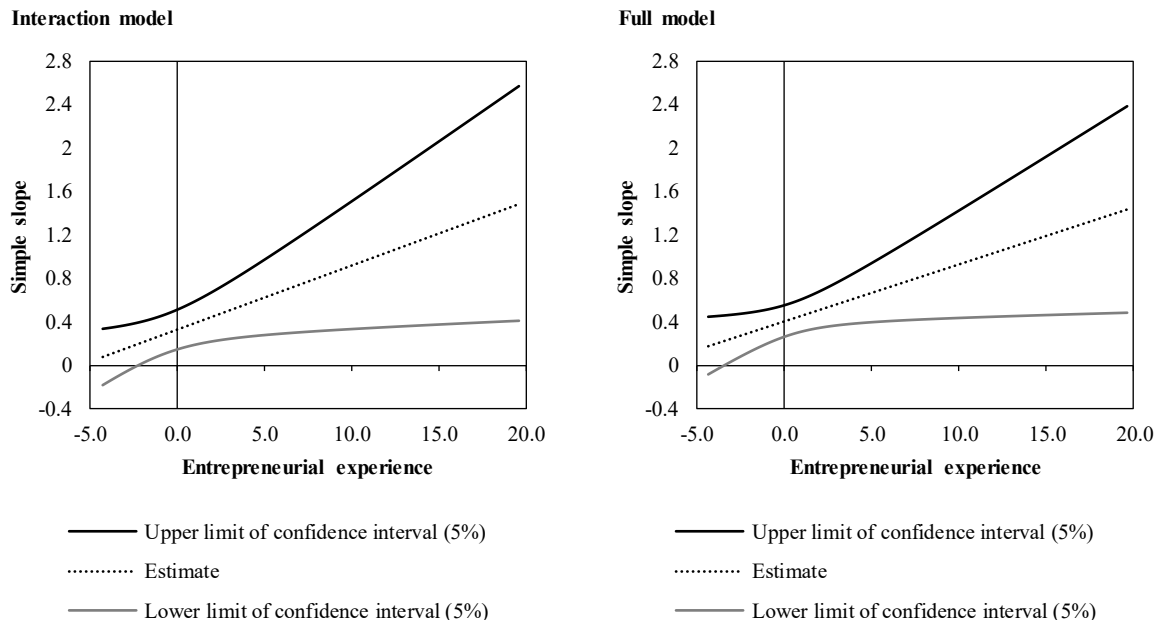 Interaction model
2.8
2.4
2
1.6
1.2
0.8
0.4
0
-0.4
Simple slope
-5.0 0.0 5.0 10.0 15.0 20.0
Entrepreneurial experience
Upper limit of confidence interval (5%)
Estimate
Lower limit of confidence interval (5%)
Full model
2.8
2.4
2
1.6
1.2
0.8
0.4
0
-0.4
Simple slope
-5.0 0.0 5.0 10.0 15.0 20.0
Entrepreneurial experience
Upper limit of confidence interval (5%)
Estimate
Lower limit of confidence interval (5%)